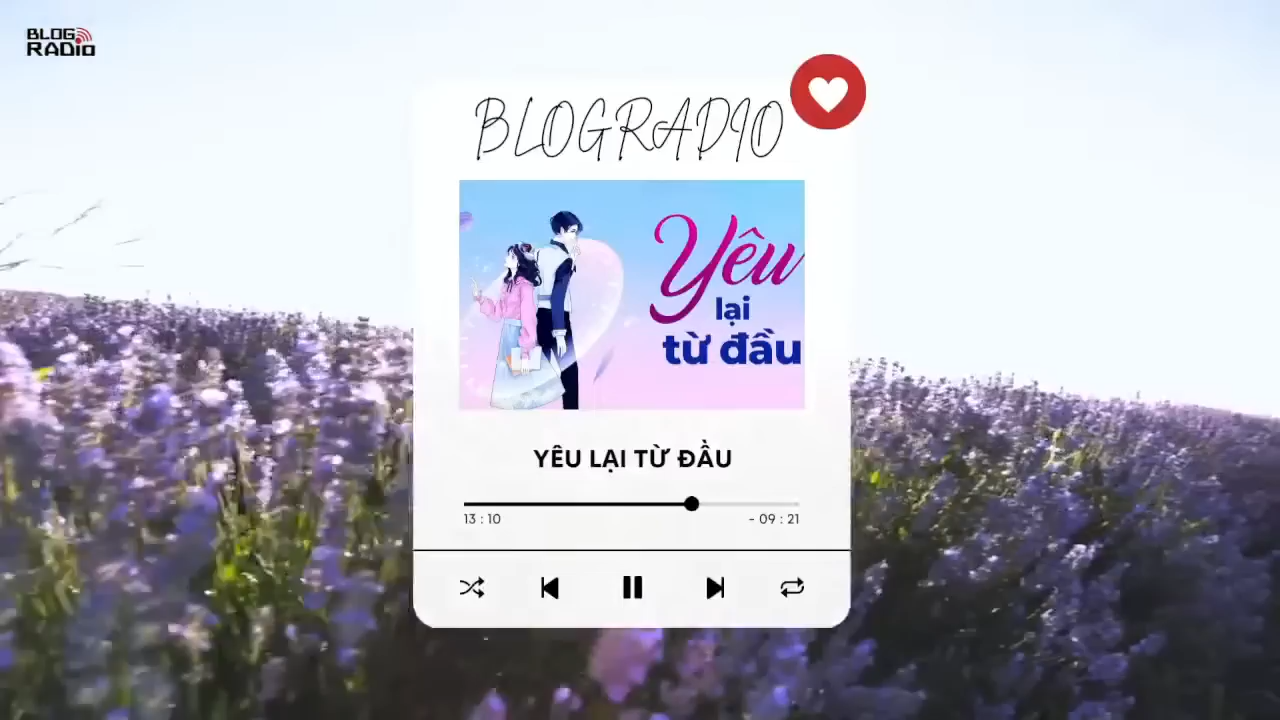 BLOG
RADIO
BLOGRADIO
Yêu
lại
từ đầu
YÊU LẠI TỪ ĐẦU
13 : 10
- 09 : 21